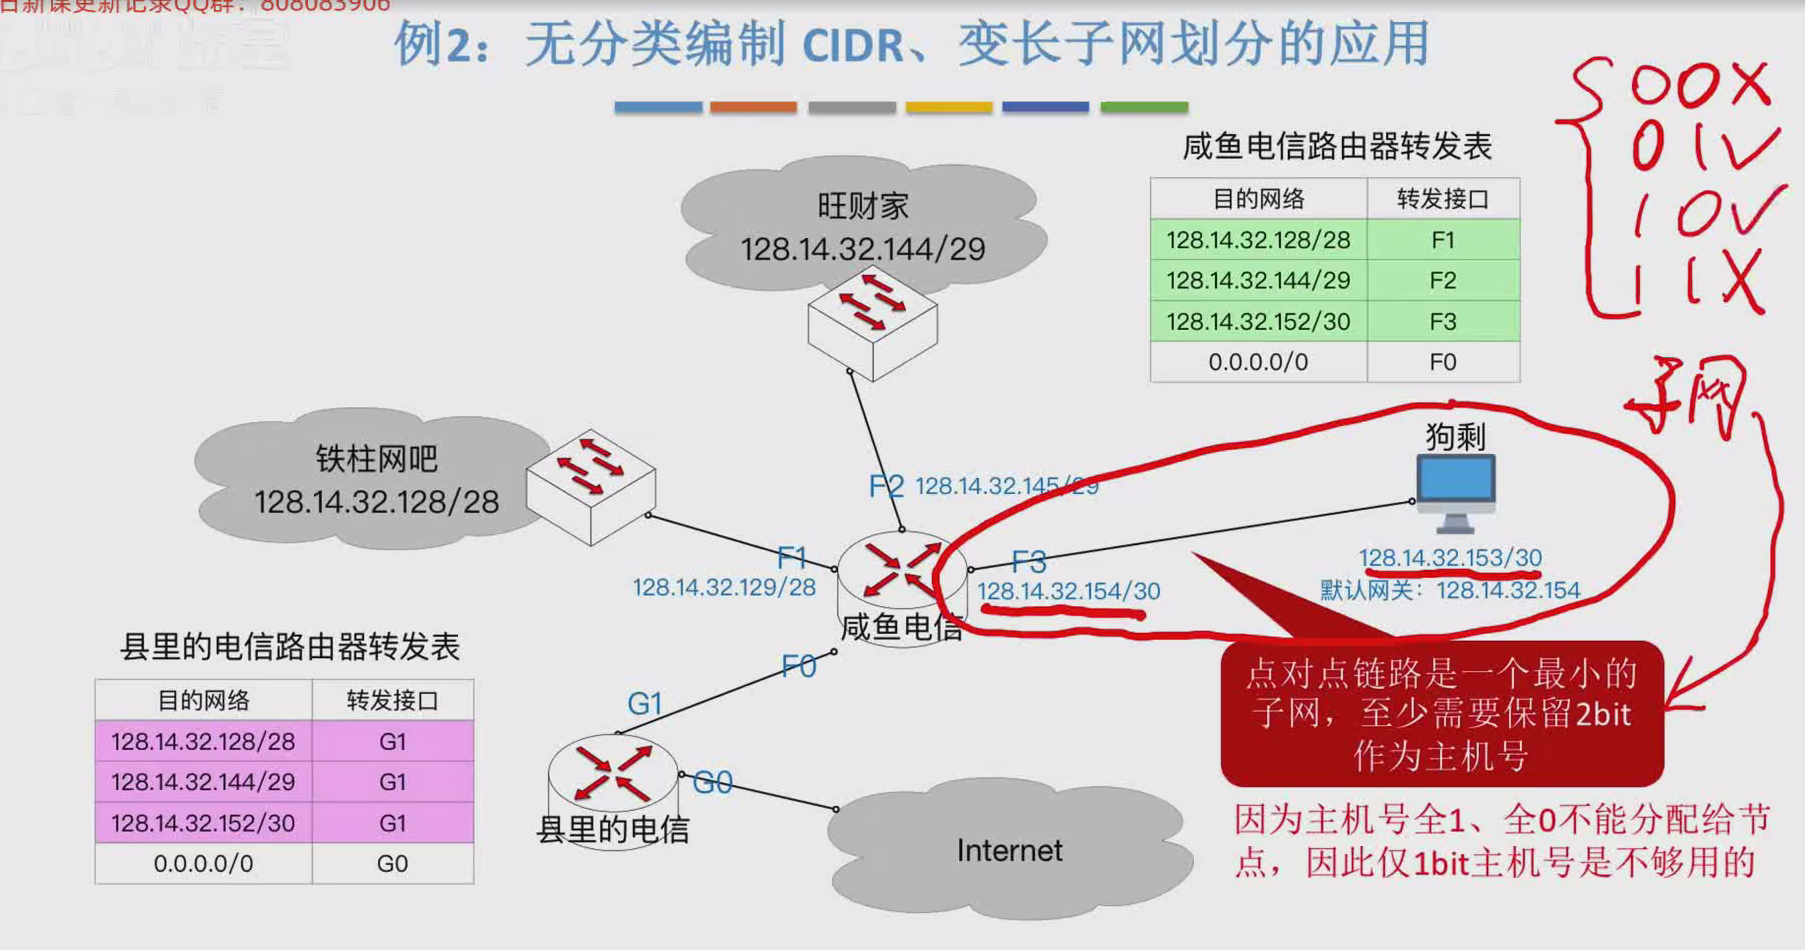 日新课更新记录QQ群：808083906
例2：无分类编制 CIDR、变长子网划分的应用
00X
01√
10√
11X
咸鱼电信路由器转发表
目的网络 转发接口
128.14.32.128/28 F1
128.14.32.144/29 F2
128.14.32.152/30 F3
0.0.0.0/0 F0
旺财家
128.14.32.144/29
子网
狗剩
铁柱网吧
128.14.32.128/28
F2 128.14.32.145/29
F1
128.14.32.129/28
F3
128.14.32.154/30
128.14.32.153/30
默认网关：128.14.32.154
咸鱼电信
F0
G1
县里的电信路由器转发表
目的网络 转发接口
128.14.32.128/28 G1
128.14.32.144/29 G1
128.14.32.152/30 G1
0.0.0.0/0 G0
点对点链路是一个最小的
子网，至少需要保留2bit
作为主机号
G0
县里的电信
Internet
因为主机号全1、全0不能分配给节
点，因此仅1bit主机号是不够用的